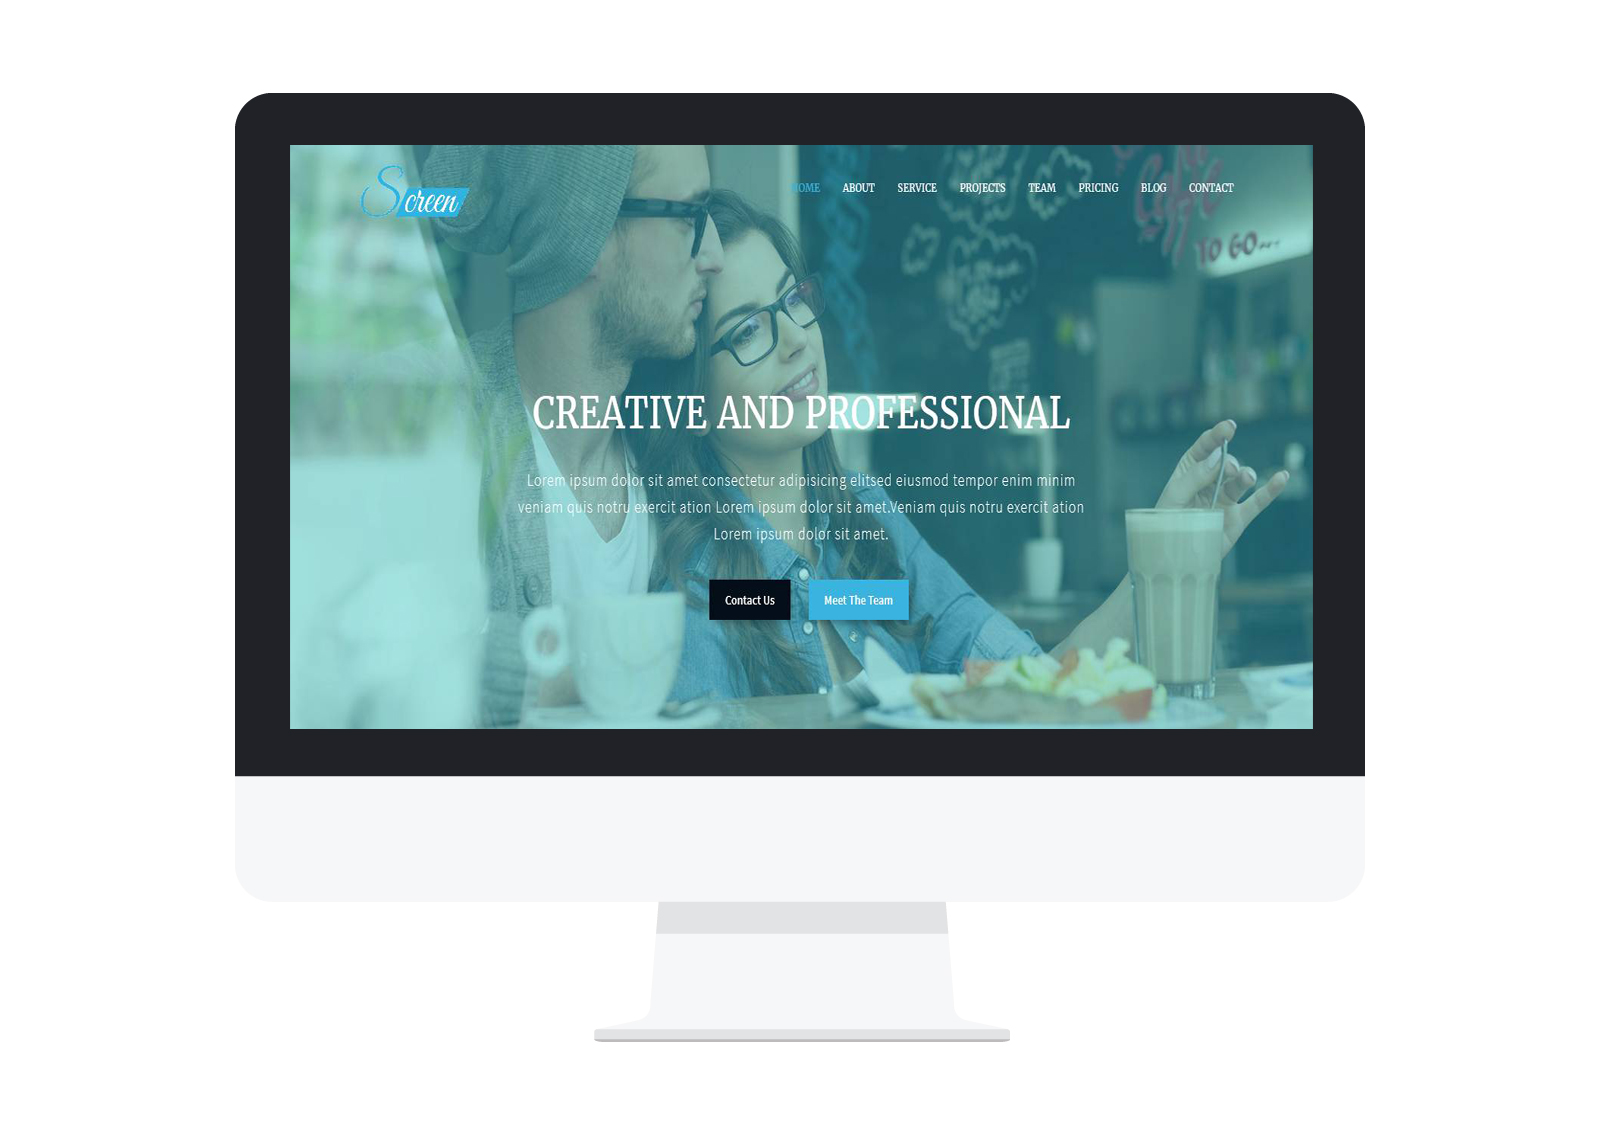 Screen
HOME ABOUT SERVICE PROJECTS TEAM PRICING BLOG CONTACT
TO GO
CREATIVE AND PROFESSIONAL
Lorem ipsum dolor sit amet consectetur adipisicing elitsed eiusmod tempor enim minim
veniam quis notru exercit ation Lorem ipsum dolor sit amet.Veniam quis notru exercit ation
Lorem ipsum dolor sit amet.
Contact Us Meet The Team